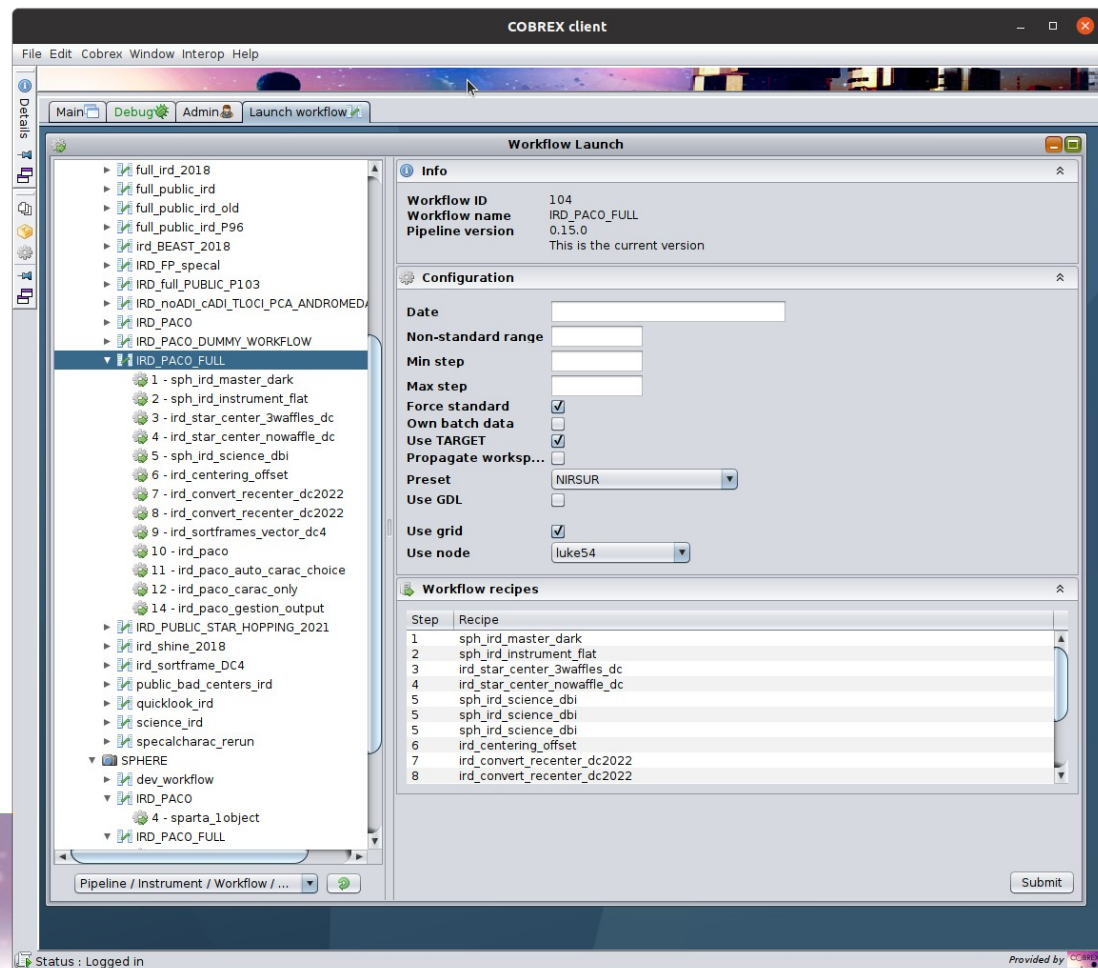 COBREX client
File Edit Cobrex Window Interop Help
Details
Main
Debug
Admin
Launch workflow
Workflow Launch
full_ird_2018
full_public_ird
full_public_ird_old
full_public_ird_P96
ird_BEAST_2018
IRD_FP_specal
IRD_full_PUBLIC_P103
IRD_noADI_cADI_TLOCI_PCA_ANDROMEDA
IRD_PACO
IRD_PACO_DUMMY_WORKFLOW
IRD_PACO_FULL
1 - sph_ird_master_dark
2 - sph_ird_instrument_flat
3 - ird_star_center_3waffles_dc
4 - ird_star_center_nowaffle_dc
5 - sph_ird_science_dbi
6 - ird_centering_offset
7 - ird_convert_recenter_dc2022
8 - ird_convert_recenter_dc2022
9 - ird_sortframes_vector_dc4
10 - ird_paco
11 - ird_paco_auto_carac_choice
12 - ird_paco_carac_only
14 - ird_paco_gestion_output
IRD_PUBLIC_STAR_HOPPING_2021
ird_shine_2018
ird_sortframe_DC4
public_bad_centers_ird
quicklook_ird
science_ird
specalcharac_rerun
SPHERE
dev_workflow
IRD_PACO
4 - sparta_1object
IRD_PACO_FULL
Pipeline / Instrument / Workflow / ...
Info
Workflow ID 104
Workflow name IRD_PACO_FULL
Pipeline version 0.15.0
This is the current version
Configuration
Date
Non-standard range
Min step
Max step
Force standard
Own batch data
Use TARGET
Propagate worksp...
Preset NIRSUR
Use GDL
Use grid
Use node luke54
Workflow recipes
Step Recipe
1 sph_ird_master_dark
2 sph_ird_instrument_flat
3 ird_star_center_3waffles_dc
4 ird_star_center_nowaffle_dc
5 sph_ird_science_dbi
5 sph_ird_science_dbi
5 sph_ird_science_dbi
6 ird_centering_offset
7 ird_convert_recenter_dc2022
8 ird_convert_recenter_dc2022
Submit
Status : Logged in
Provided by COBREX